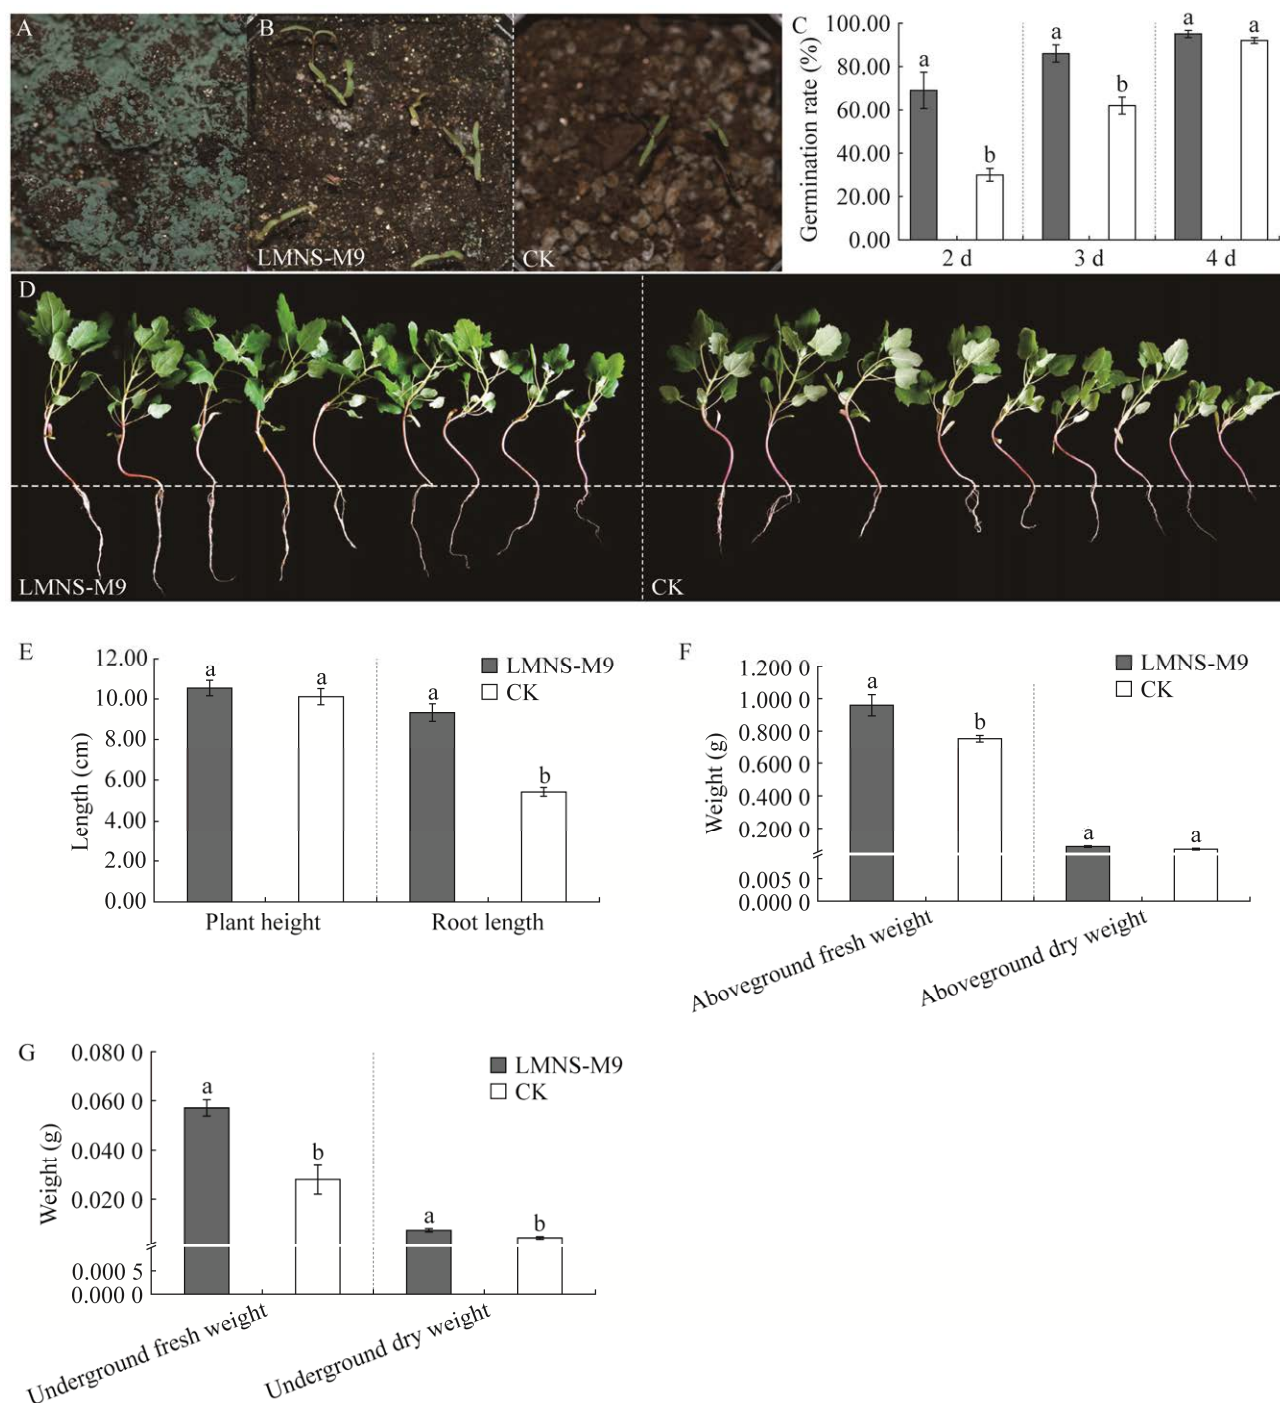 A
B
LMNS-M9
CK
C
Germination rate (%)
100.00
80.00
60.00
40.00
20.00
0.00
a
b
a
b
a
a
2 d
3 d
4 d
D
LMNS-M9
CK
E
Length (cm)
12.00
10.00
8.00
6.00
4.00
2.00
0.00
a
a
a
b
LMNS-M9
CK
Plant height
Root length
F
Weight (g)
1.200 0
1.000 0
0.800 0
0.600 0
0.400 0
0.200 0
0.005 0
0.000 0
a
b
a
a
LMNS-M9
CK
Aboveground fresh weight
Aboveground dry weight
G
Weight (g)
0.080 0
0.060 0
0.040 0
0.020 0
0.000 5
0.000 0
a
b
a
b
LMNS-M9
CK
Underground fresh weight
Underground dry weight